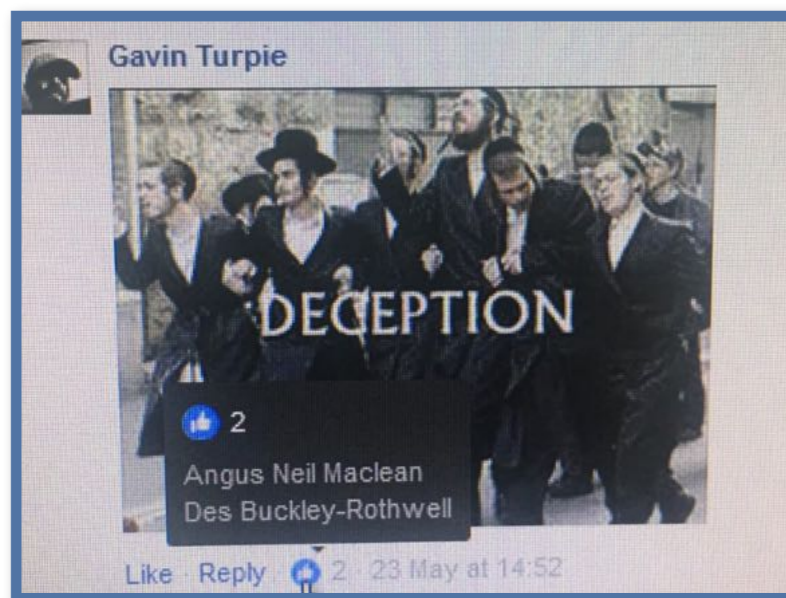 Gavin Turpie
DECEPTION
2
Angus Neil Maclean
Des Buckley-Rothwell
Like · Reply · 2 · 23 May at 14:52